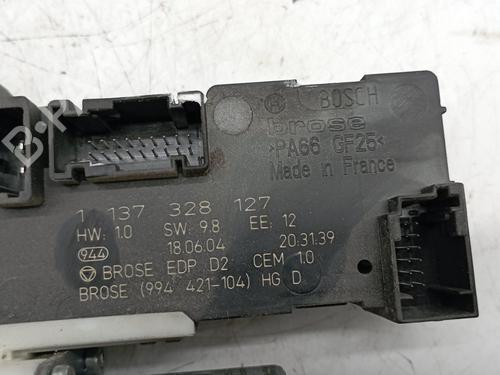 BOSCH
brose
>PA66 GF25<
Made in France
1 137 328 127
HW: 1.0 SW: 9.8 EE: 12
944 18.06.04 20:31:39
BROSE EDP D2 CEM 1.0
BROSE (994 421-104) HG D